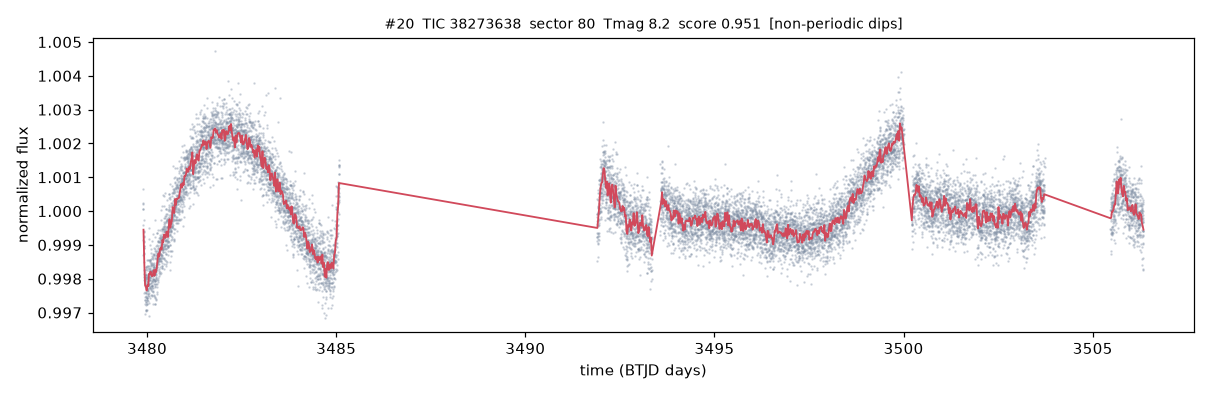 #20 TIC 38273638 sector 80 Tmag 8.2 score 0.951 [non-periodic dips]
1.005
1.004
1.003
1.002
1.001
1.000
0.999
0.998
0.997
normalized flux
3480 3485 3490 3495 3500 3505
time (BTJD days)